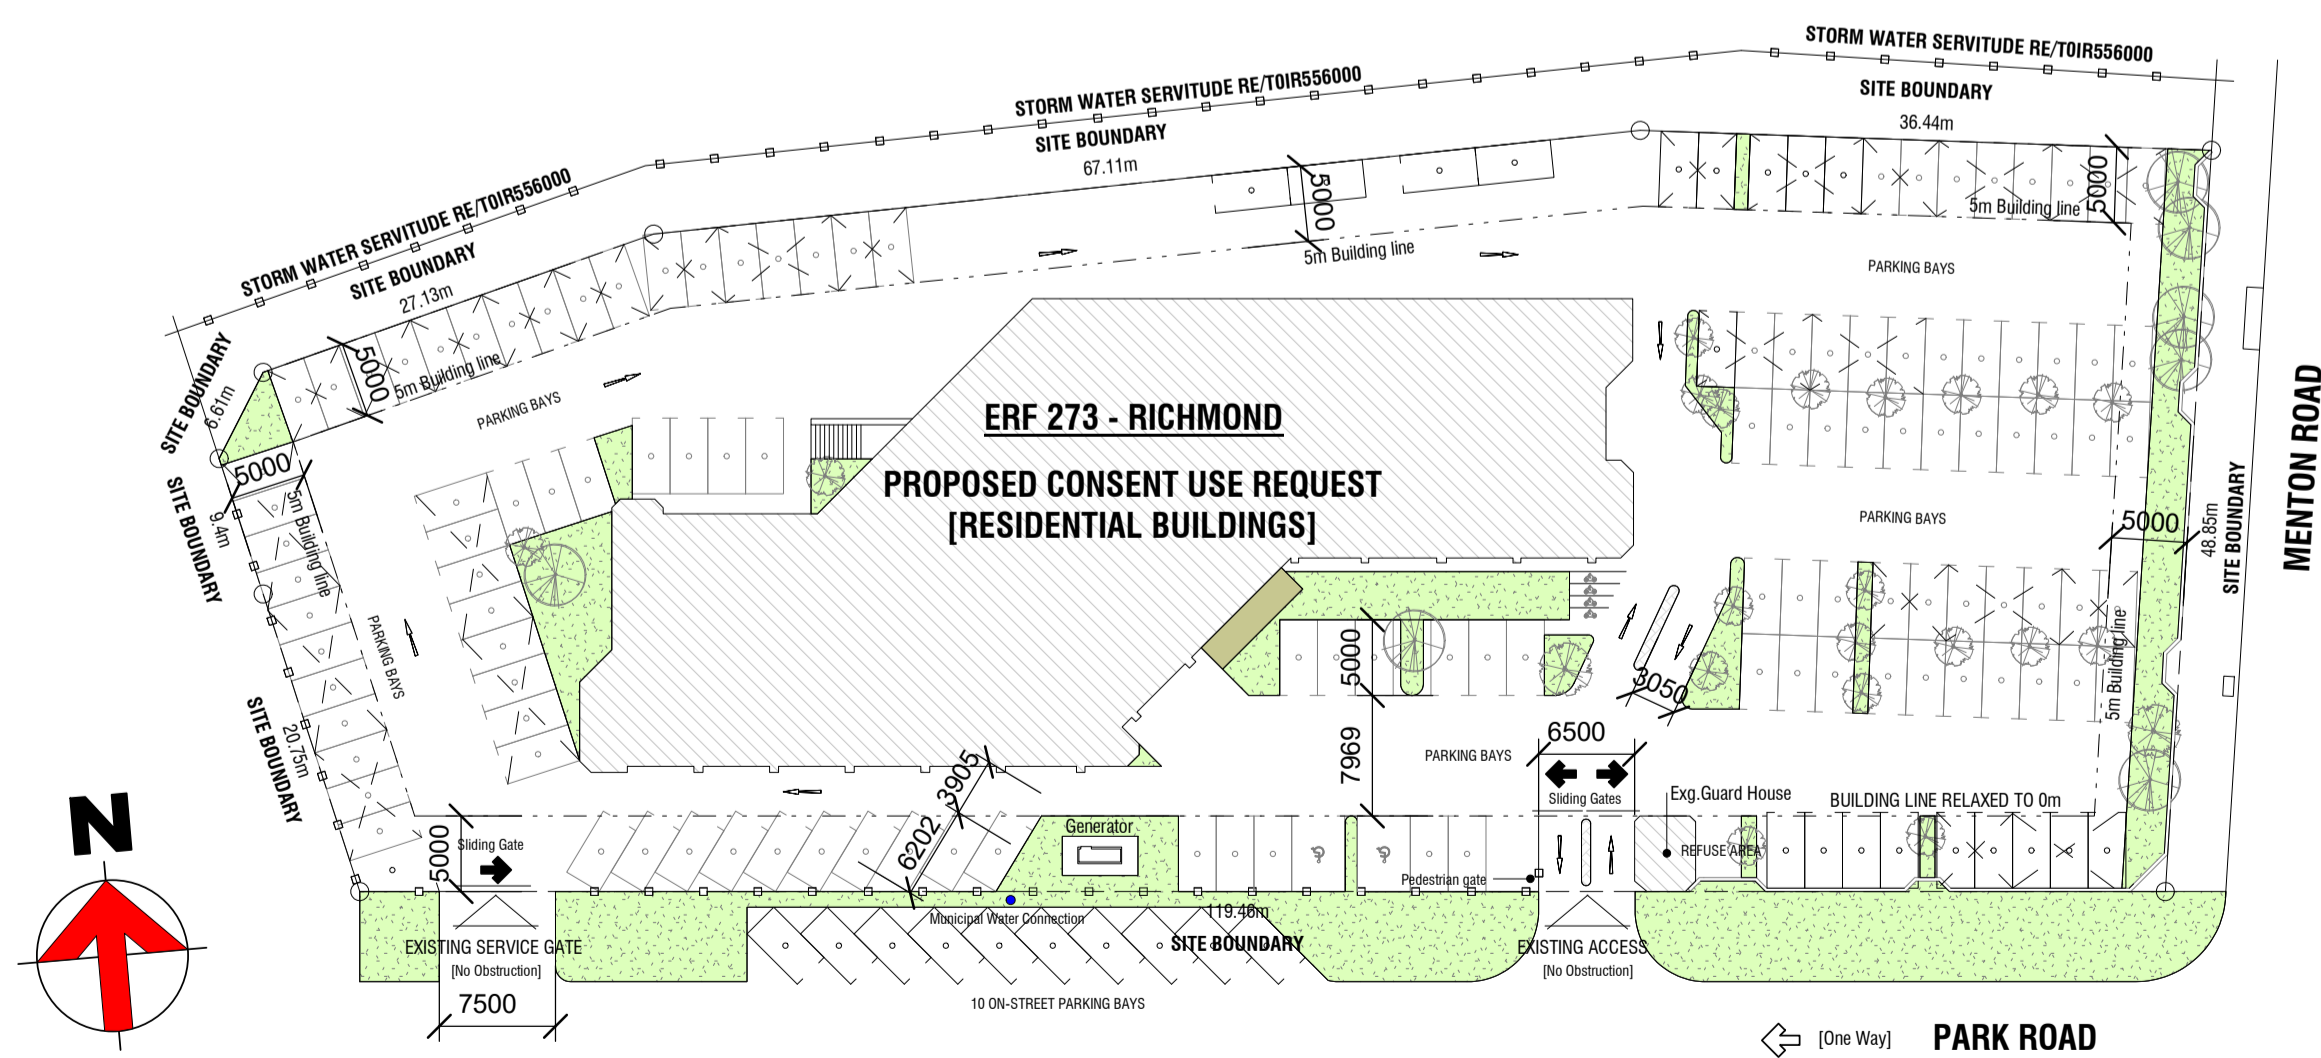 STORM WATER SERVITUDE RE/T0IR556000
SITE BOUNDARY
36.44m
STORM WATER SERVITUDE RE/T0IR556000
SITE BOUNDARY
67.11m
STORM WATER SERVITUDE RE/T0IR556000
SITE BOUNDARY
27.13m
5000
5m Building line
5000
5m Building line
PARKING BAYS
SITE BOUNDARY
6.61m
5000
5m Building line
PARKING BAYS
ERF 273 - RICHMOND
PROPOSED CONSENT USE REQUEST
[RESIDENTIAL BUILDINGS]
MENTON ROAD
5000
5m Building line
SITE BOUNDARY
9.4m
PARKING BAYS
5000
48.85m
SITE BOUNDARY
PARKING BAYS
SITE BOUNDARY
20.75m
5000
7969
3050
5m Building line
6500
PARKING BAYS
Sliding Gates
Exg.Guard House
BUILDING LINE RELAXED TO 0m
3905
6202
N
5000
Sliding Gate
Generator
REFUSE AREA
Pedestrian gate
Municipal Water Connection
119.46m
SITE BOUNDARY
EXISTING SERVICE GATE
[No Obstruction]
EXISTING ACCESS
[No Obstruction]
7500
10 ON-STREET PARKING BAYS
[One Way]
PARK ROAD